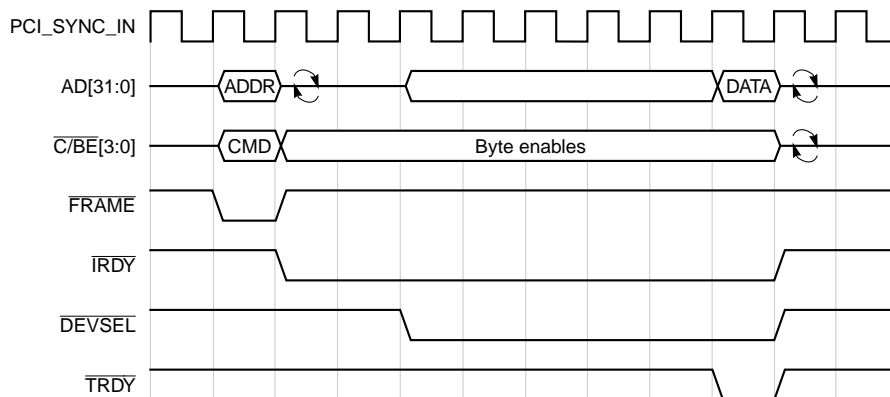 PCI_SYNC_IN
AD[31:0] ADDR DATA
C/BE[3:0] CMD Byte enables
FRAME
IRDY
DEVSEL
TRDY